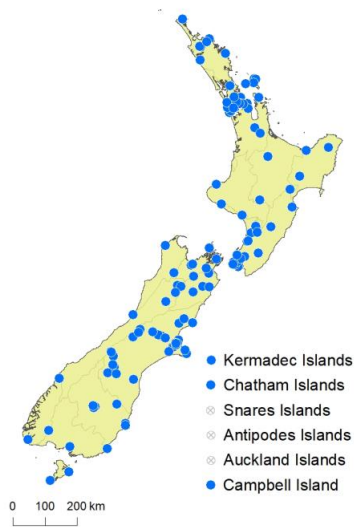 Kermadec Islands
Chatham Islands
Snares Islands
Antipodes Islands
Auckland Islands
Campbell Island
0 100 200 km